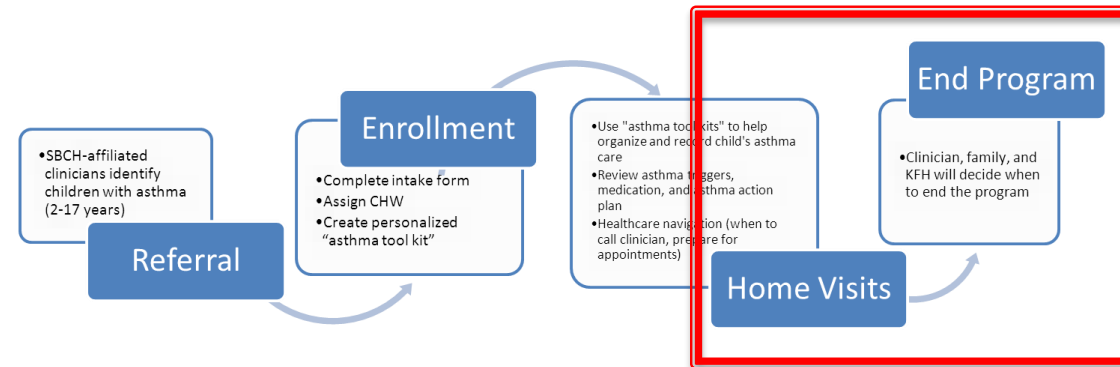 •SBCH-affiliated
clinicians identify
children with asthma
(2-17 years)
Referral
Enrollment
•Complete intake form
•Assign CHW
•Create personalized
“asthma tool kit”
•Use "asthma tool kits" to help
organize and record child's asthma
care
•Review asthma triggers,
medication, and asthma action
plan
•Healthcare navigation (when to
call clinician, prepare for
appointments)
Home Visits
End Program
•Clinician, family, and
KFH will decide when
to end the program